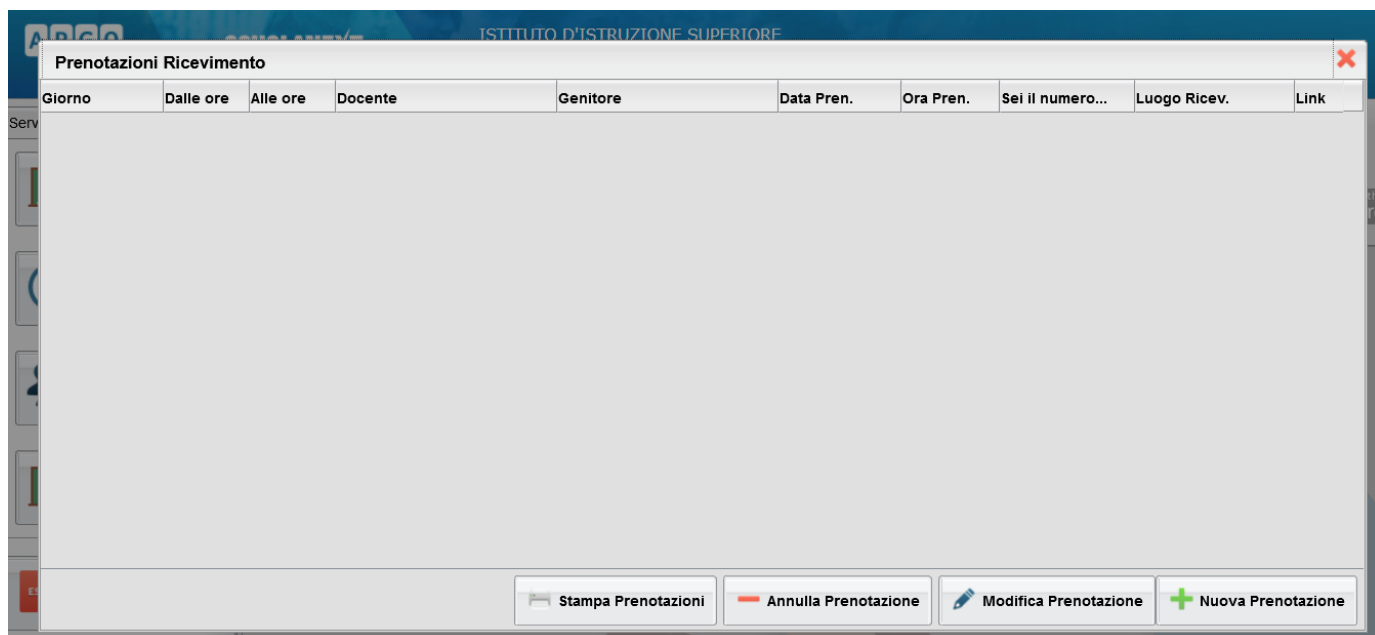 ISTITUTO D'ISTRUZIONE SUPERIORE
Prenotazioni Ricevimento
Giorno Dalle ore Alle ore Docente Genitore Data Pren. Ora Pren. Sei il numero... Luogo Ricev. Link
Serv
Stampa Prenotazioni Annulla Prenotazione Modifica Prenotazione Nuova Prenotazione